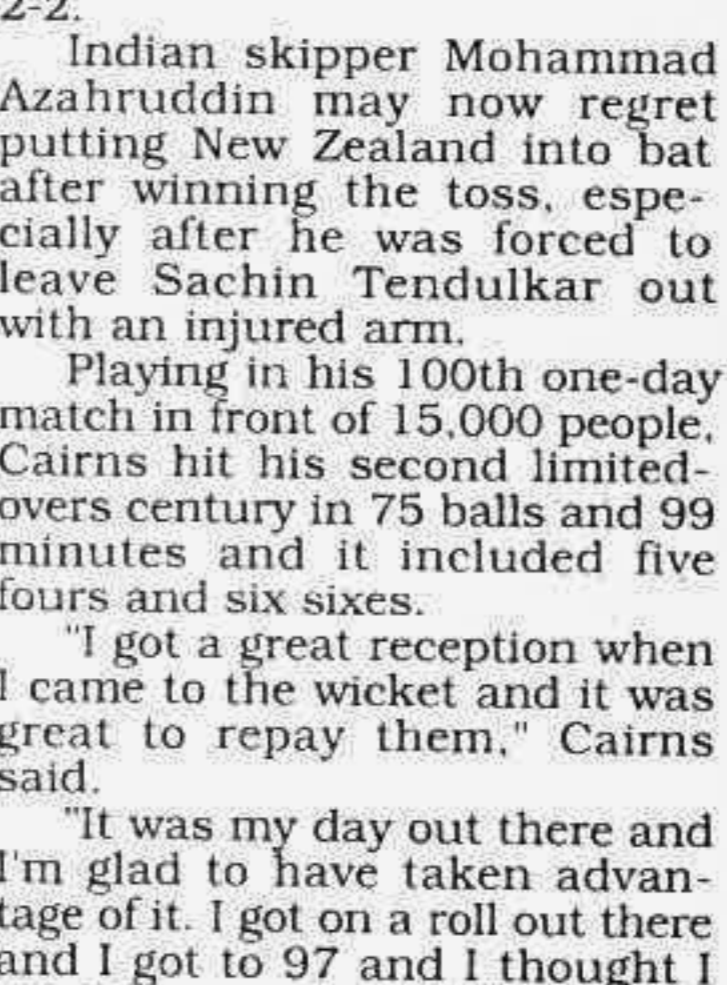 2-2.
Indian skipper Mohammad
Azahruddin may now regret
putting New Zealand into bat
after winning the toss, espe-
cially after he was forced to
leave Sachin Tendulkar out
with an injured arm.
Playing in his 100th one-day
match in front of 15,000 people,
Cairns hit his second limited-
overs century in 75 balls and 99
minutes and it included five
fours and six sixes.
"I got a great reception when
I came to the wicket and it was
great to repay them," Cairns
said.
"It was my day out there and
I'm glad to have taken advan-
tage of it. I got on a roll out there
and I got to 97 and I thought I